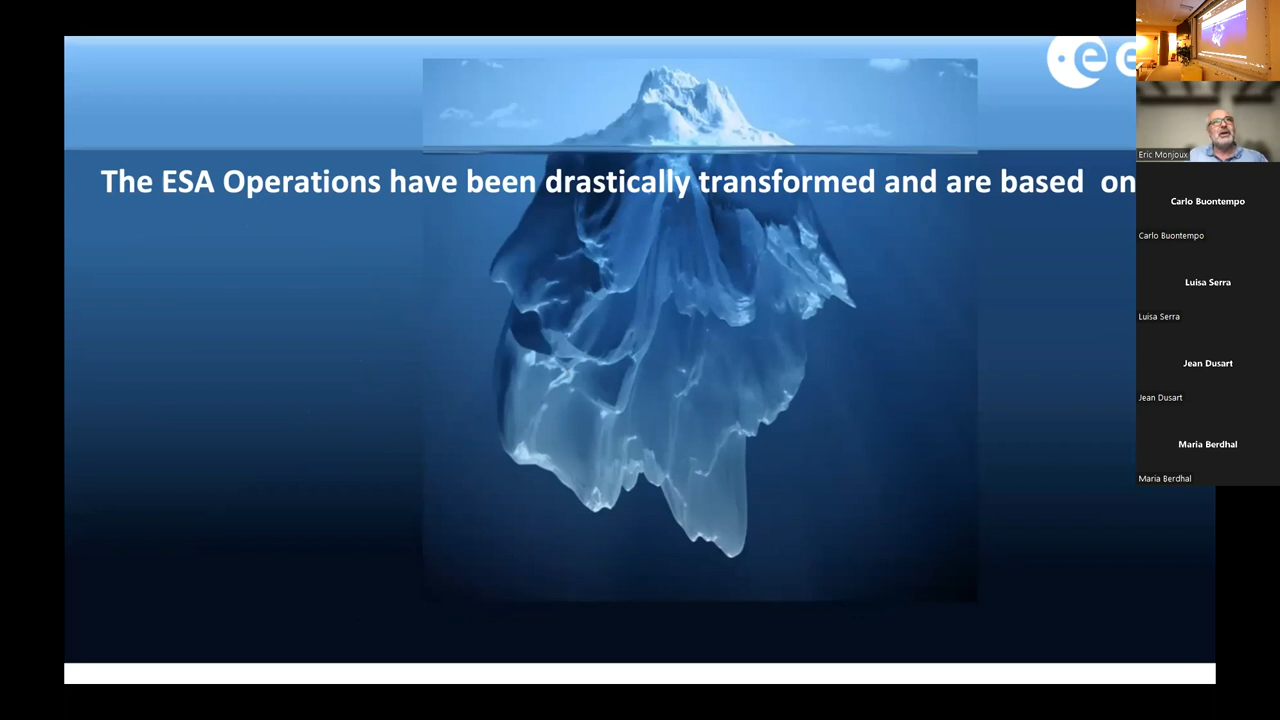 The ESA Operations have been drastically transformed and are based  on
Eric Monjoux
Carlo Buontempo
Carlo Buontempo
Luisa Serra
Luisa Serra
Jean Dusart
Jean Dusart
Maria Berdhal
Maria Berdhal